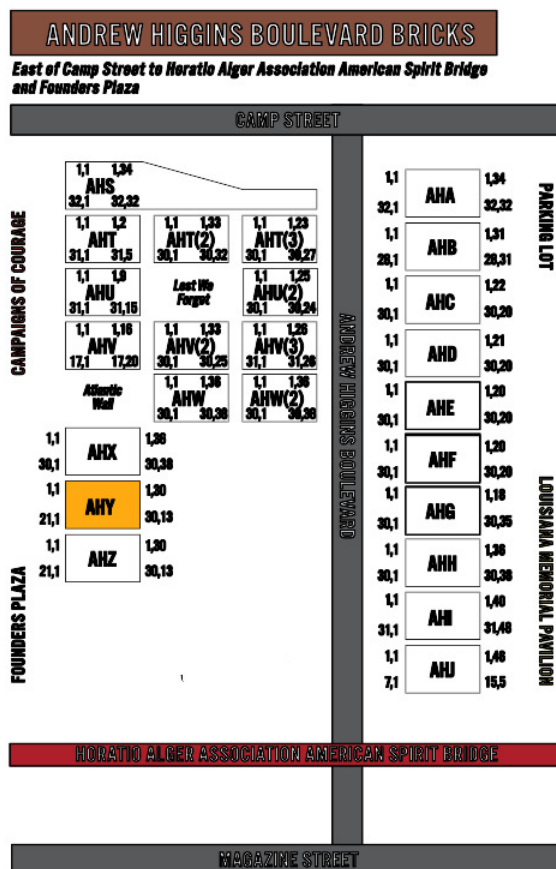 ANDREW HIGGINS BOULEVARD BRICKS
East of Camp Street to Horatio Alger Association American Spirit Bridge
and Founders Plaza
CAMP STREET
1,1 1,34
AHS
32,1 32,32
1,1 1,2
AHT
31,1 31,5
1,1 1,33
AHT(2)
30,1 30,32
1,1 1,23
AHT(3)
30,1 30,27
1,1 1,9
AHU
31,1 31,15
Lest We
Forget
1,1 1,25
AHU(2)
30,1 30,24
1,1 1,16
AHV
17,1 17,20
1,1 1,33
AHV(2)
30,1 30,25
1,1 1,26
AHV(3)
31,1 31,26
Atlantic
Wall
1,1 1,36
AHW
30,1 30,38
1,1 1,36
AHW(2)
30,1 30,38
1,1 1,36
AHX
30,1 30,38
1,1 1,30
AHY
21,1 30,13
1,1 1,30
AHZ
21,1 30,13
CAMPAIGNS OF COURAGE
FOUNDERS PLAZA
ANDREW HIGGINS BOULEVARD
1,1 1,34
AHA
32,1 32,32
1,1 1,31
AHB
28,1 28,31
1,1 1,22
AHC
30,1 30,20
1,1 1,21
AHD
30,1 30,20
1,1 1,20
AHE
30,1 30,20
1,1 1,20
AHF
30,1 30,20
1,1 1,18
AHG
30,1 30,35
1,1 1,36
AHH
30,1 30,38
1,1 1,40
AHI
31,1 31,48
1,1 1,48
AHJ
7,1 15,5
PARKING LOT
LOUISIANA MEMORIAL PAVILION
HORATIO ALGER ASSOCIATION AMERICAN SPIRIT BRIDGE
MAGAZINE STREET